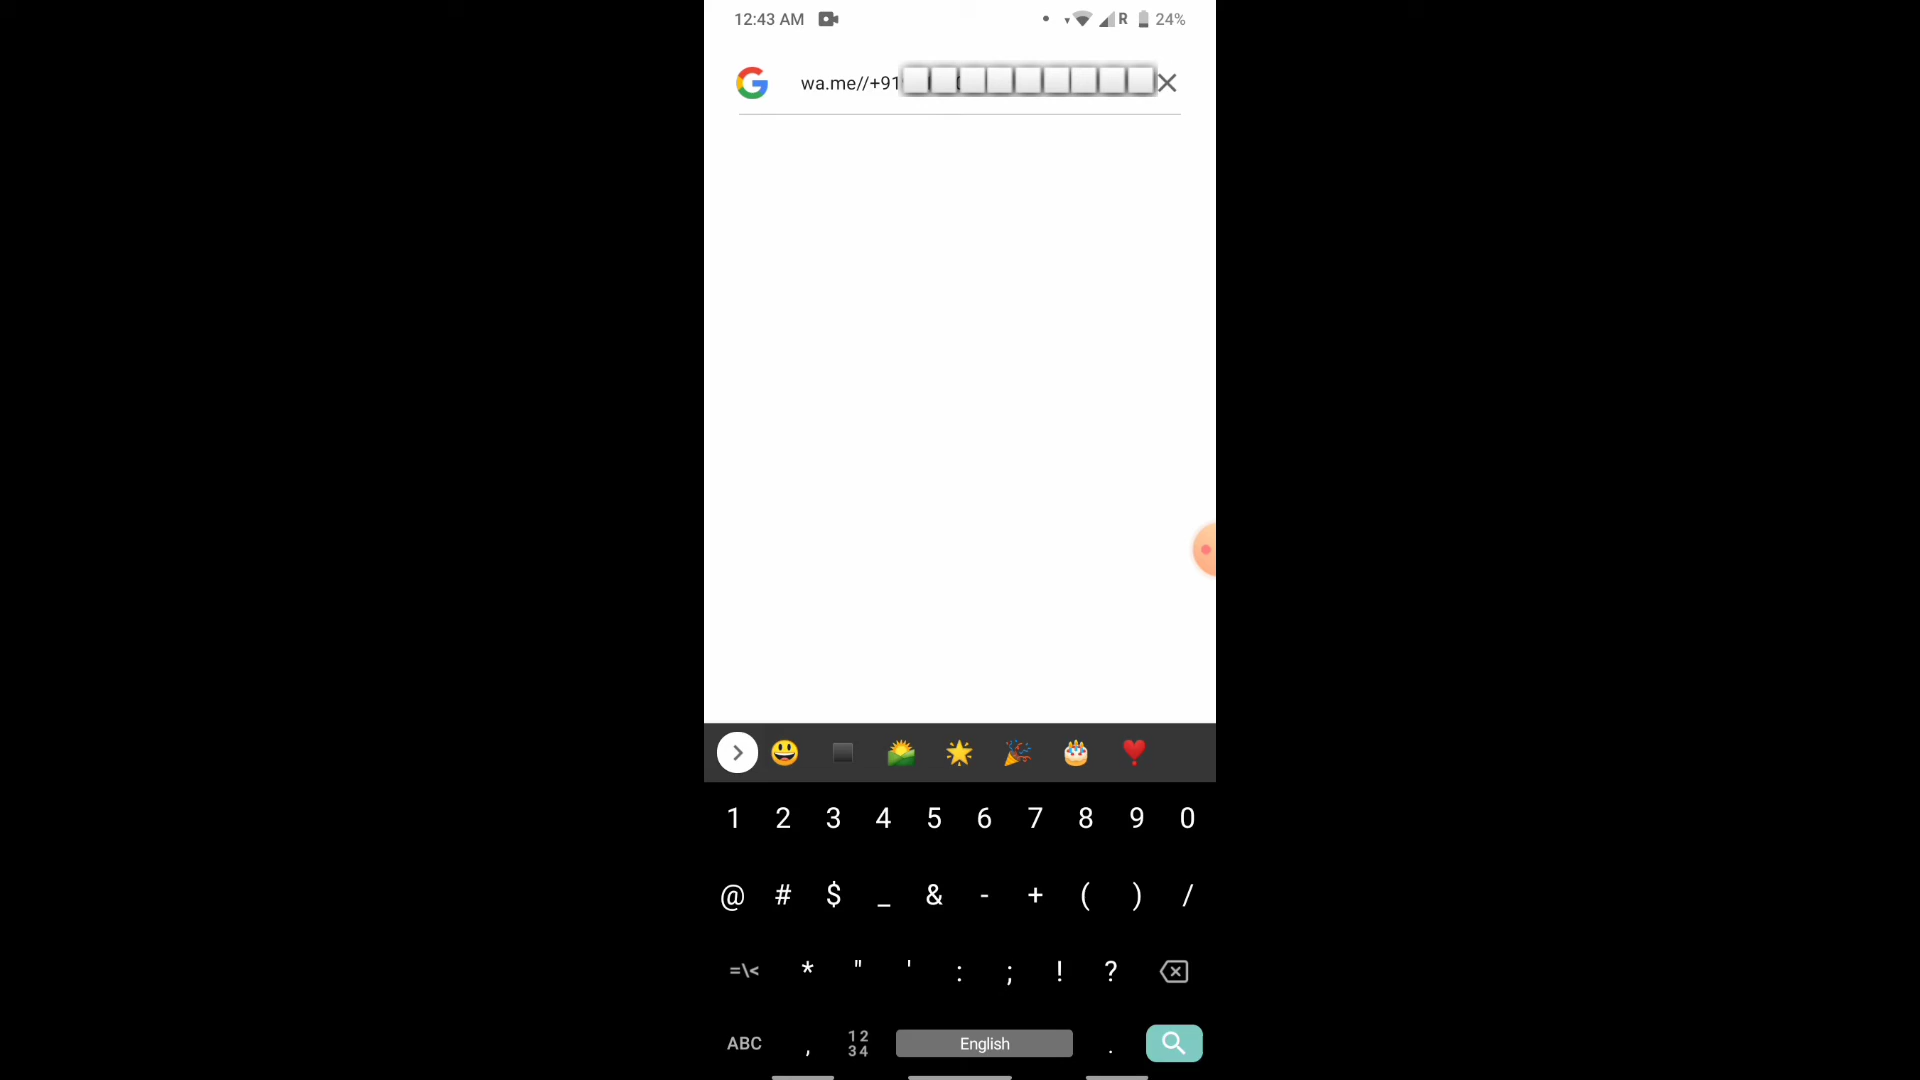 12:43 AM
R 24%
wa.me//+91
1 2 3 4 5 6 7 8 9 0
@ # $ _ & - + ( ) /
=\< * " ' : ; ! ?
ABC , 12 34 English .